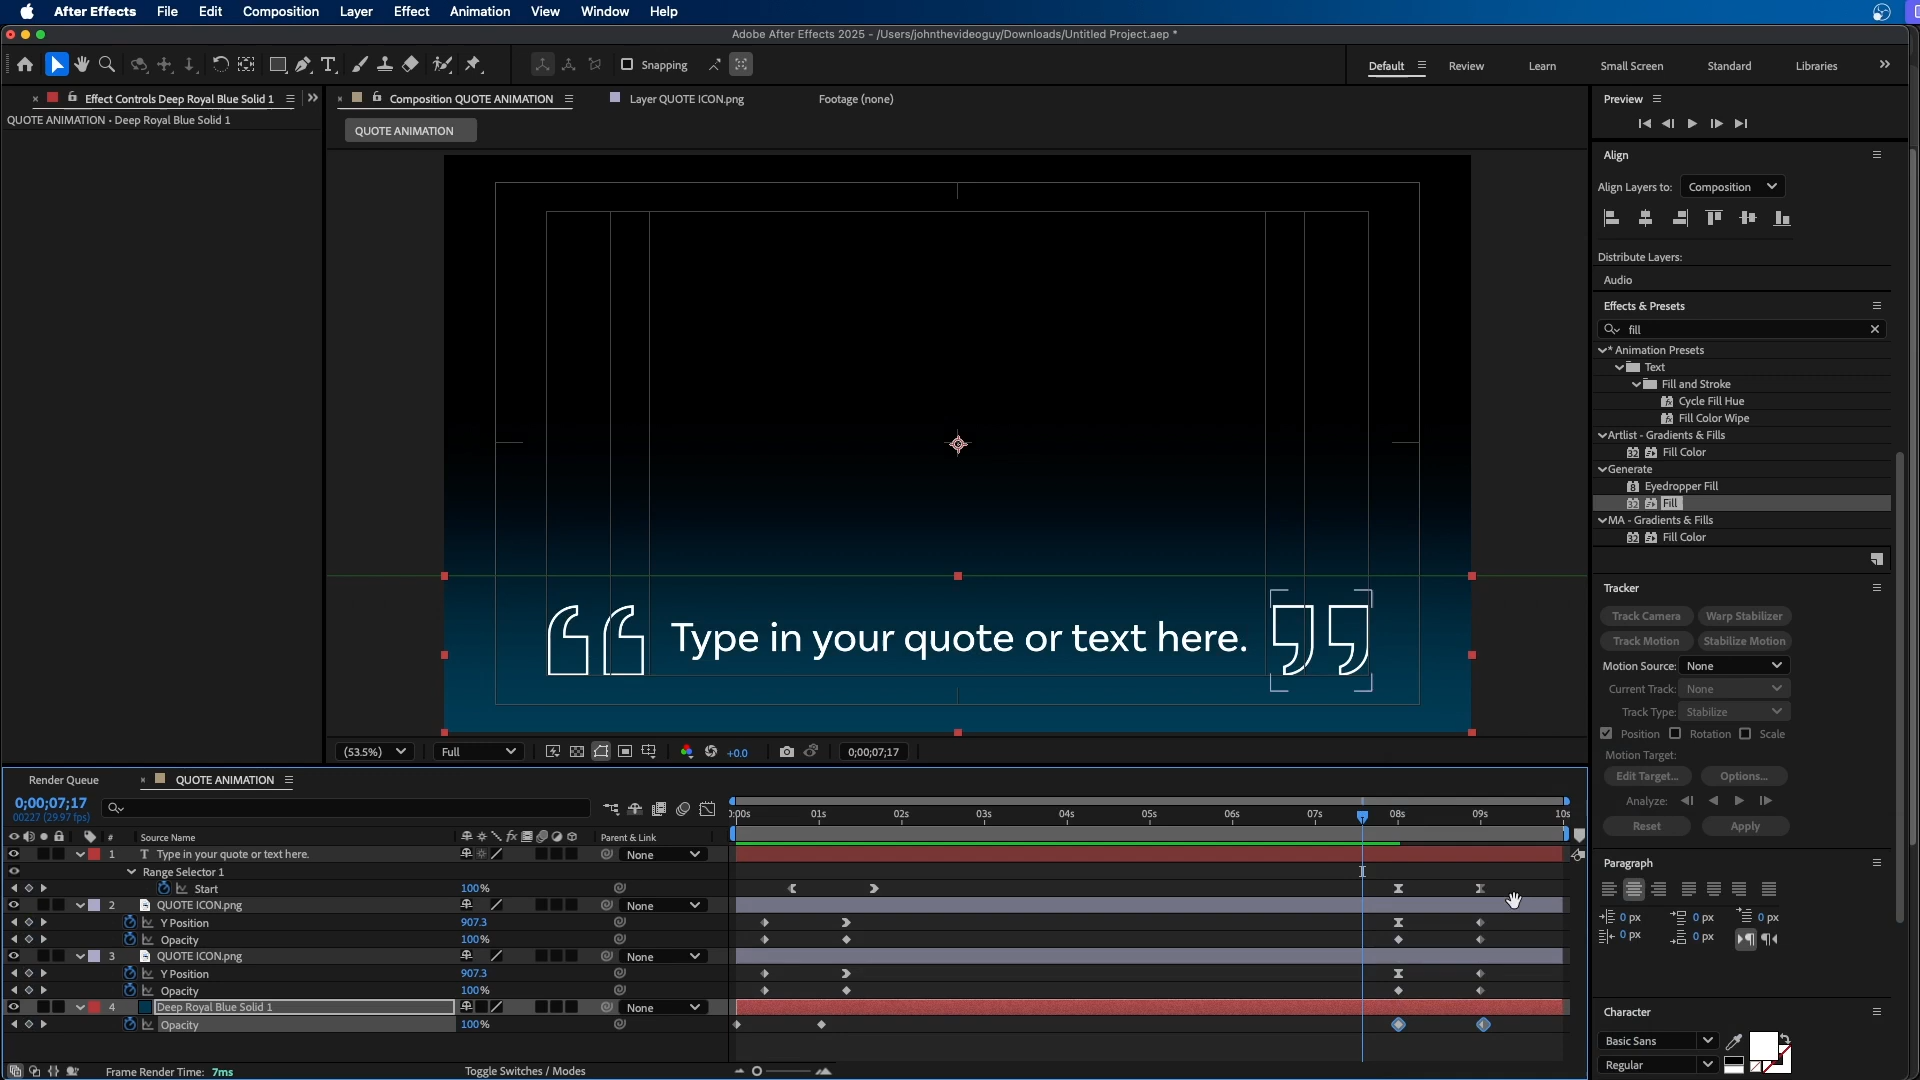 After Effects File Edit Composition Layer Effect Animation View Window Help
Adobe After Effects 2025 - /Users/johnthevideoguy/Downloads/Untitled Project.aep *
Snapping
Default Review Learn Small Screen Standard Libraries
Effect Controls Deep Royal Blue Solid 1
QUOTE ANIMATION • Deep Royal Blue Solid 1
Composition QUOTE ANIMATION
Layer QUOTE ICON.png
Footage (none)
QUOTE ANIMATION
Type in your quote or text here.
(53.5%) Full +0.0 0;00;07;17
Preview
Align
Align Layers to: Composition
Distribute Layers:
Audio
Effects & Presets
fill
* Animation Presets
Text
Fill and Stroke
Cycle Fill Hue
Fill Color Wipe
Artlist - Gradients & Fills
32 Fill Color
Generate
8 Eyedropper Fill
32 Fill
MA - Gradients & Fills
32 Fill Color
Tracker
Track Camera Warp Stabilizer
Track Motion Stabilize Motion
Motion Source: None
Current Track: None
Track Type: Stabilize
Position Rotation Scale
Motion Target:
Edit Target... Options...
Analyze:
Reset Apply
Paragraph
0 px 0 px 0 px
0 px 0 px
Character
Basic Sans
Regular
Render Queue QUOTE ANIMATION
0;00;07;17
00227 (29.97 fps)
# Source Name Parent & Link
:00s 01s 02s 03s 04s 05s 06s 07s 08s 09s 10s
1 T Type in your quote or text here. None
Range Selector 1
Start 100%
2 QUOTE ICON.png None
Y Position 907.3
Opacity 100%
3 QUOTE ICON.png None
Y Position 907.3
Opacity 100%
4 Deep Royal Blue Solid 1 None
Opacity 100%
Frame Render Time: 7ms
Toggle Switches / Modes